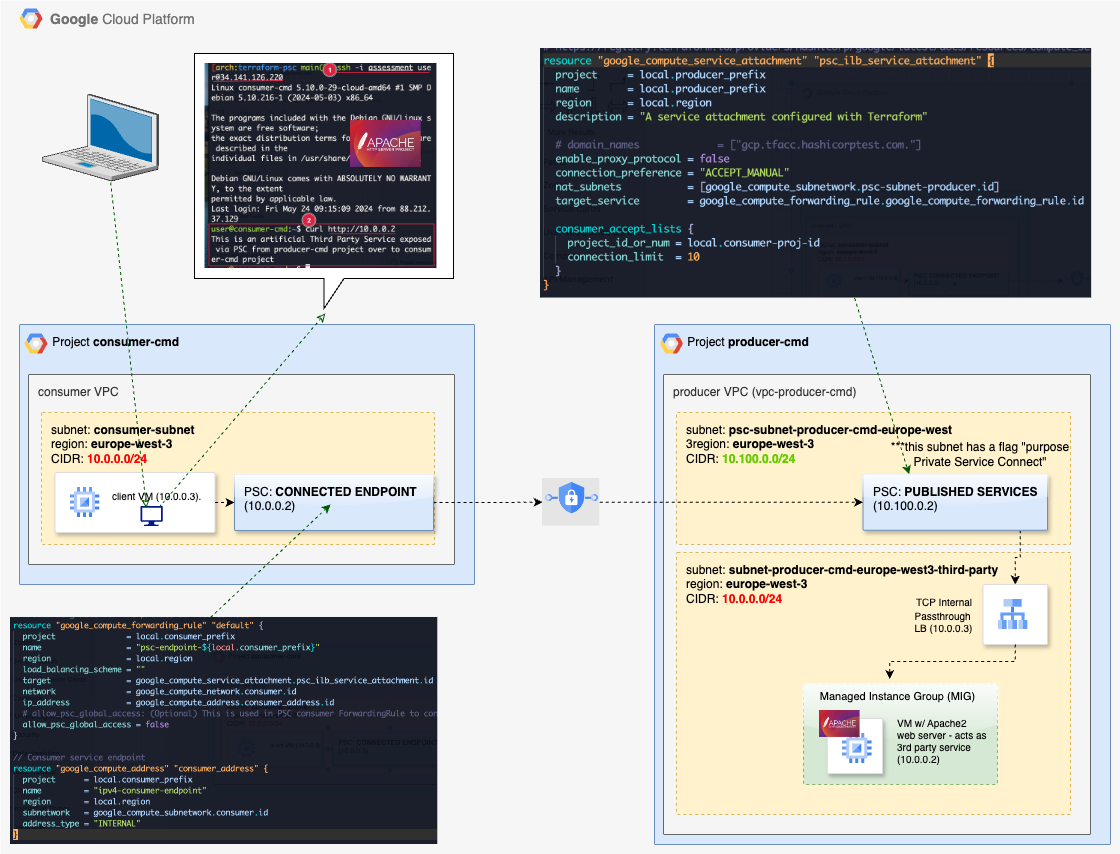 Google Cloud Platform
[arch:terraform-psc main()]ssh -i assessment use
r@34.141.126.220
Linux consumer-cmd 5.10.0-29-cloud-amd64 #1 SMP D
ebian 5.10.216-1 (2024-05-03) x86_64
The programs included with the Debian GNU/Linux s
ystem are free software;
the exact distribution terms fo
re
described in the
individual files in /usr/share/
APACHE
HTTP SERVER PROJECT
Debian GNU/Linux comes with ABSOLUTELY NO WARRANT
Y, to the extent
permitted by applicable law.
Last login: Fri May 24 09:15:09 2024 from 88.212.
37.129
user@consumer-cmd:~$ curl http://10.0.0.2
This is an artificial Third Party Service exposed
via PSC from producer-cmd project over to consum
er-cmd project
1
2
resource "google_compute_service_attachment" "psc_ilb_service_attachment" {
project = local.producer_prefix
name = local.producer_prefix
region = local.region
description = "A service attachment configured with Terraform"
# domain_names = ["gcp.tfacc.hashicorptest.com."]
enable_proxy_protocol = false
connection_preference = "ACCEPT_MANUAL"
nat_subnets = [google_compute_subnetwork.psc-subnet-producer.id]
target_service = google_compute_forwarding_rule.google_compute_forwarding_rule.id
consumer_accept_lists {
project_id_or_num = local.consumer-proj-id
connection_limit = 10
}
}
Project consumer-cmd
consumer VPC
subnet: consumer-subnet
region: europe-west-3
CIDR: 10.0.0.0/24
client VM (10.0.0.3).
PSC: CONNECTED ENDPOINT
(10.0.0.2)
Project producer-cmd
producer VPC (vpc-producer-cmd)
subnet: psc-subnet-producer-cmd-europe-west
3region: europe-west-3
CIDR: 10.100.0.0/24
***this subnet has a flag "purpose
Private Service Connect"
PSC: PUBLISHED SERVICES
(10.100.0.2)
subnet: subnet-producer-cmd-europe-west3-third-party
region: europe-west-3
CIDR: 10.0.0.0/24
TCP Internal
Passthrough
LB (10.0.0.3)
Managed Instance Group (MIG)
APACHE
VM w/ Apache2
web server - acts as
3rd party service
(10.0.0.2)
resource "google_compute_forwarding_rule" "default" {
project = local.consumer_prefix
name = "psc-endpoint-${local.consumer_prefix}"
region = local.region
load_balancing_scheme = ""
target = google_compute_service_attachment.psc_ilb_service_attachment.id
network = google_compute_network.consumer.id
ip_address = google_compute_address.consumer_address.id
# allow_psc_global_access: (Optional) This is used in PSC consumer ForwardingRule to con
allow_psc_global_access = false
}
// Consumer service endpoint
resource "google_compute_address" "consumer_address" {
project = local.consumer_prefix
name = "ipv4-consumer-endpoint"
region = local.region
subnetwork = google_compute_subnetwork.consumer.id
address_type = "INTERNAL"
}